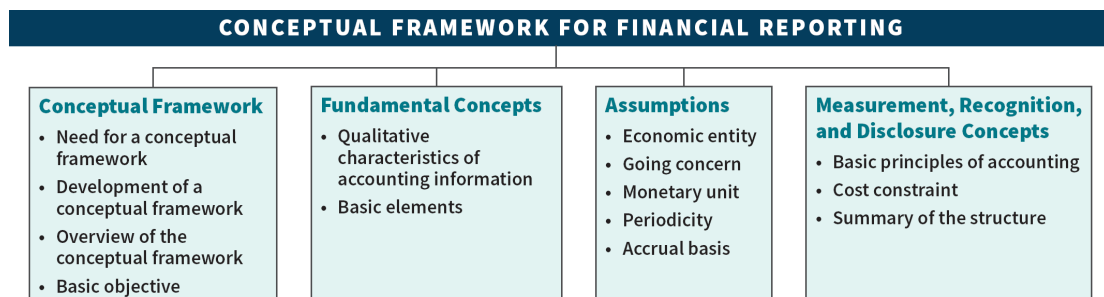 CONCEPTUAL FRAMEWORK FOR FINANCIAL REPORTING
Conceptual Framework
• Need for a conceptual
framework
• Development of a
conceptual framework
• Overview of the
conceptual framework
• Basic objective
Fundamental Concepts
• Qualitative
characteristics of
accounting information
• Basic elements
Assumptions
• Economic entity
• Going concern
• Monetary unit
• Periodicity
• Accrual basis
Measurement, Recognition,
and Disclosure Concepts
• Basic principles of accounting
• Cost constraint
• Summary of the structure